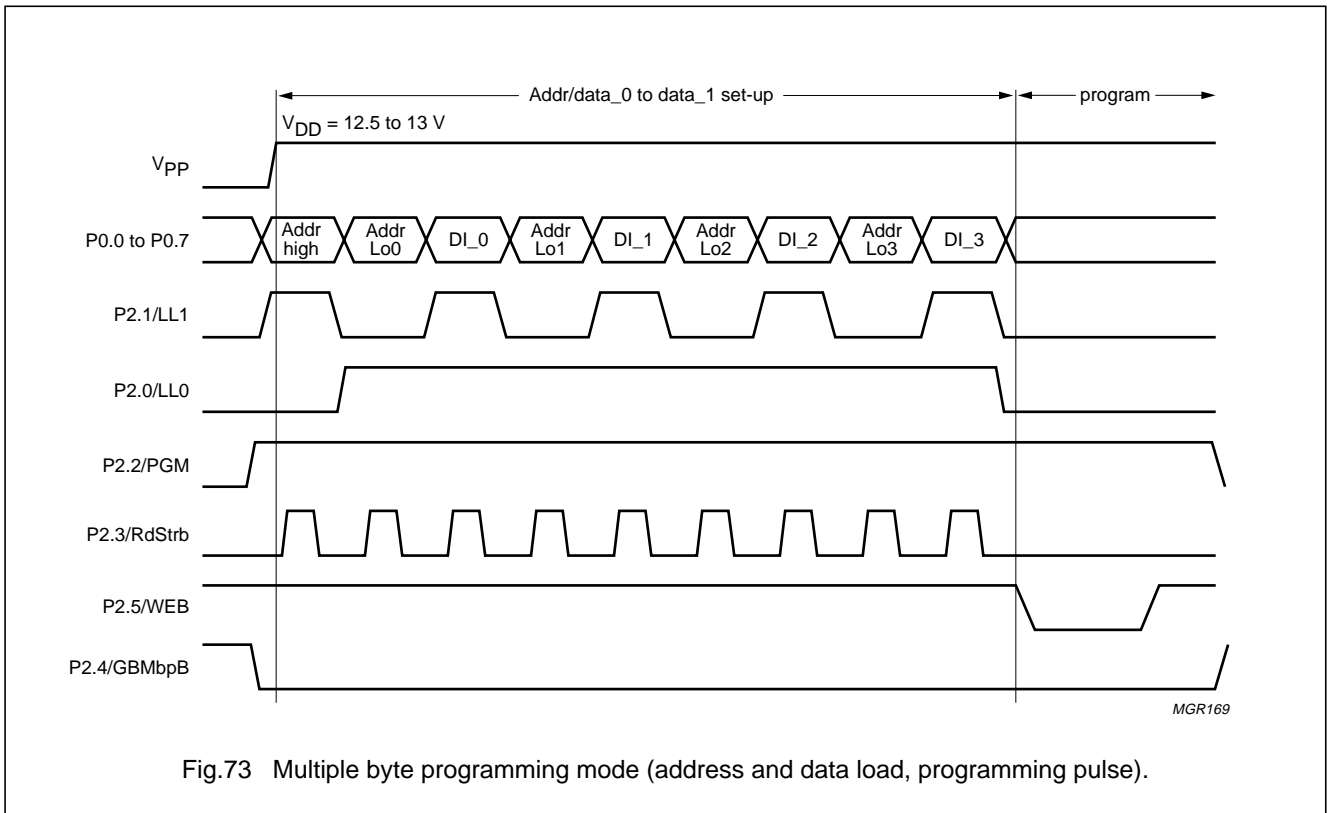 Addr/data_0 to data_1 set-up
program
VDD = 12.5 to 13 V
VPP
P0.0 to P0.7
Addr
high
Addr
Lo0
DI_0
Addr
Lo1
DI_1
Addr
Lo2
DI_2
Addr
Lo3
DI_3
P2.1/LL1
P2.0/LL0
P2.2/PGM
P2.3/RdStrb
P2.5/WEB
P2.4/GBMbpB
MGR169
Fig.73 Multiple byte programming mode (address and data load, programming pulse).